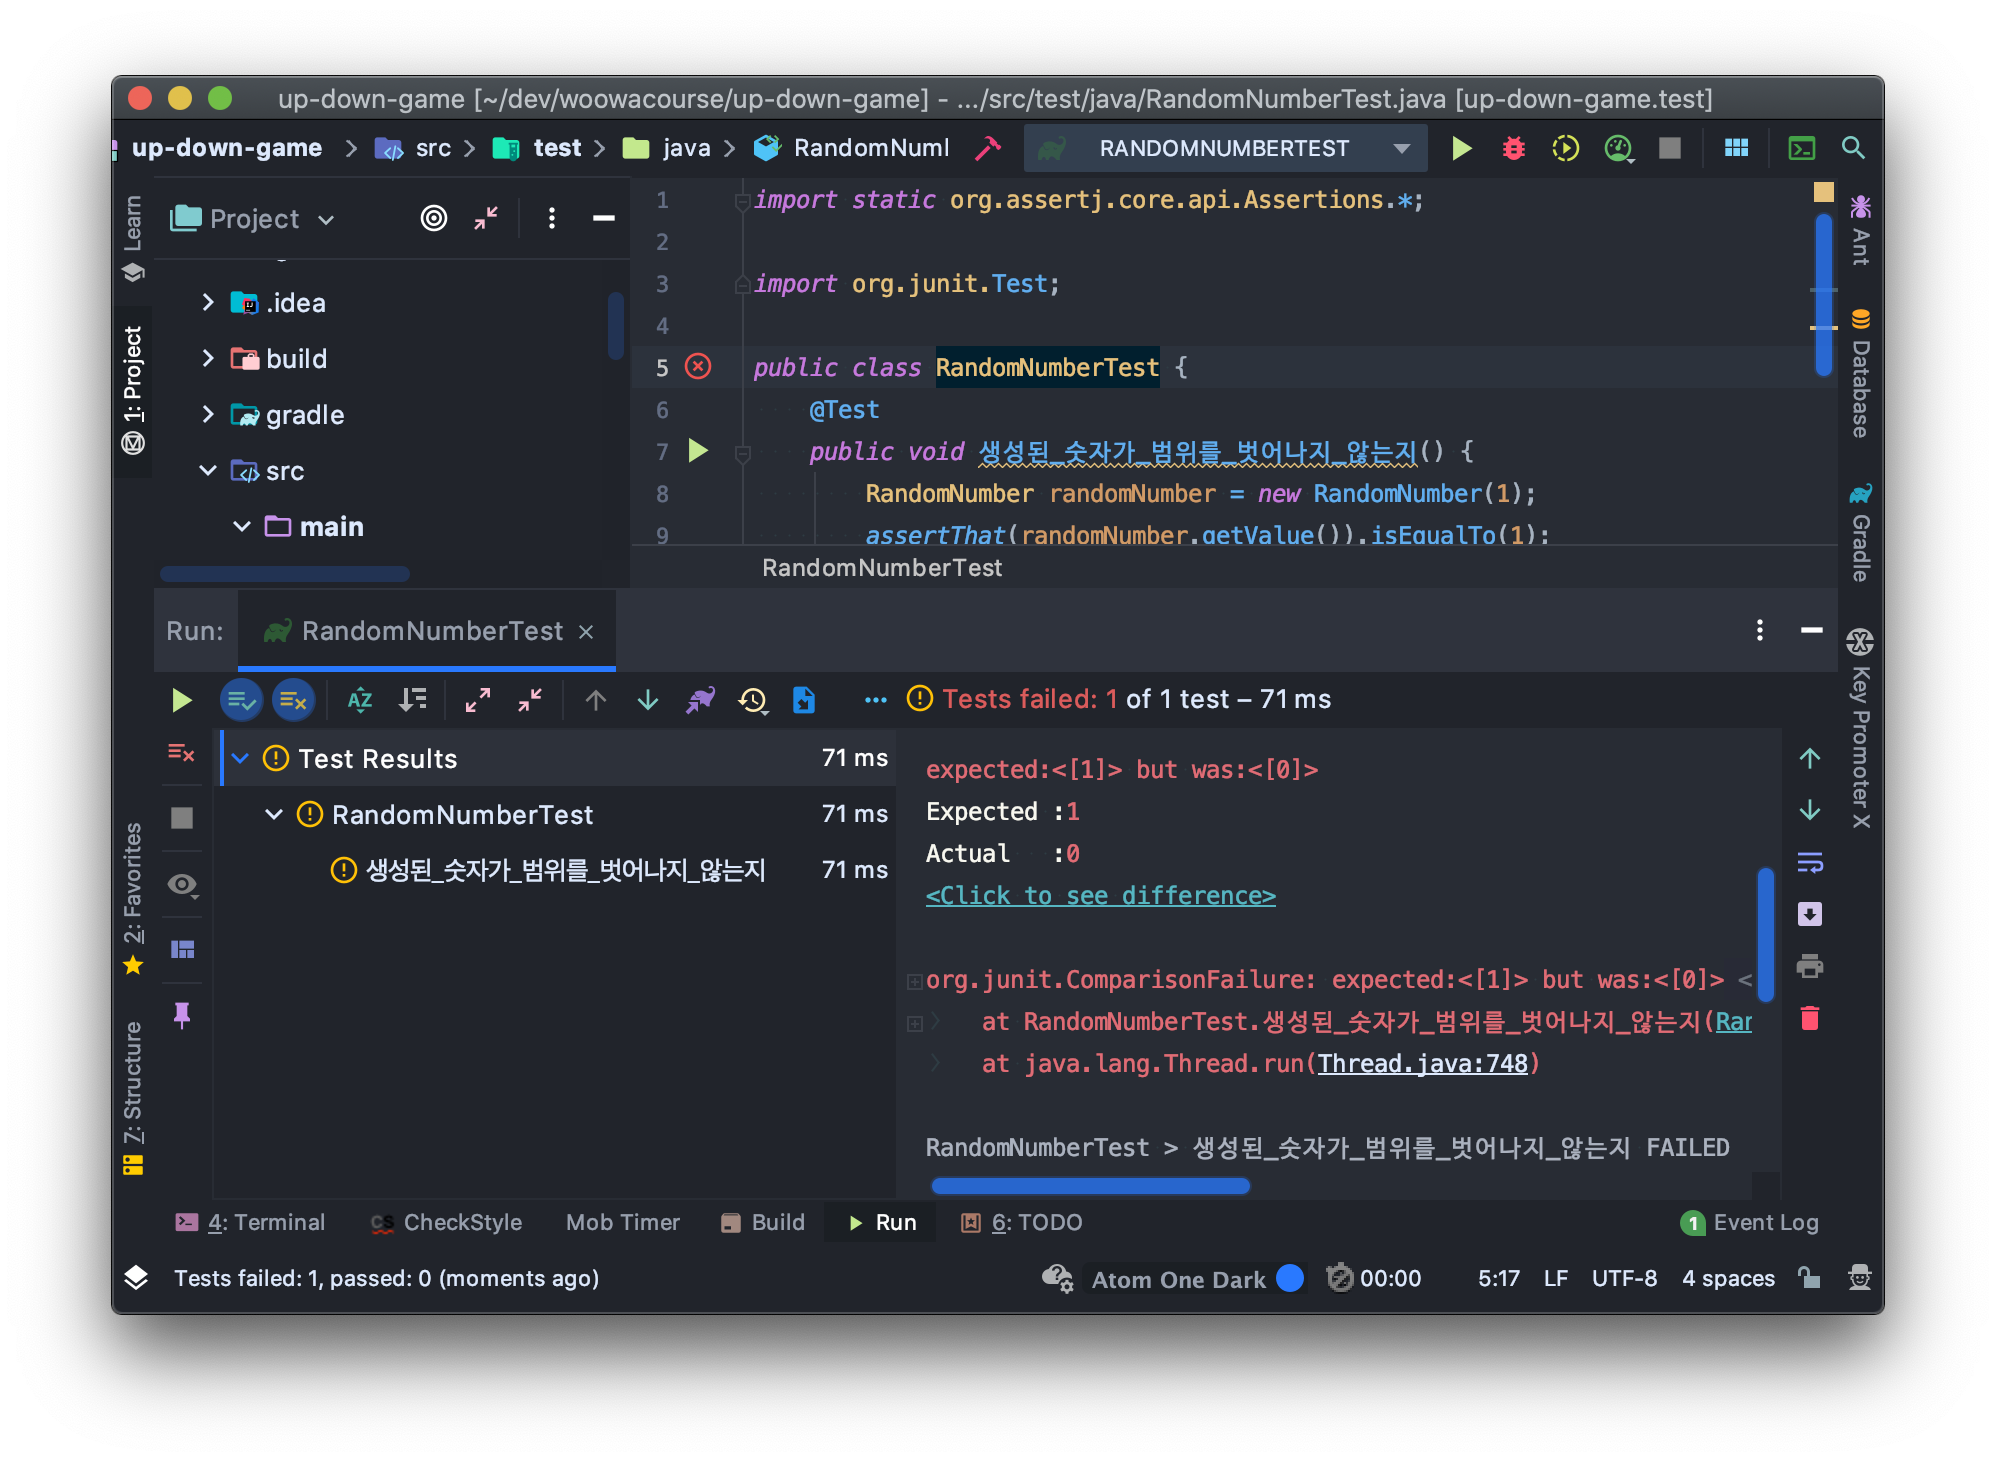 up-down-game [~/dev/woowacourse/up-down-game] - .../src/test/java/RandomNumberTest.java [up-down-game.test]
up-down-game src test java RandomNuml RANDOMNUMBERTEST
Learn
1: Project
2: Favorites
7: Structure
Project
.idea
build
gradle
src
main
1 import static org.assertj.core.api.Assertions.*;
2
3 import org.junit.Test;
4
5 public class RandomNumberTest {
6 @Test
7 public void 생성된_숫자가_범위를_벗어나지_않는지() {
8 RandomNumber randomNumber = new RandomNumber(1);
9 assertThat(randomNumber.getValue()).isEqualTo(1);
RandomNumberTest
Ant
Database
Gradle
Key Promoter X
Run: RandomNumberTest ×
Tests failed: 1 of 1 test – 71 ms
Test Results 71 ms
RandomNumberTest 71 ms
생성된_숫자가_범위를_벗어나지_않는지 71 ms
expected:<[1]> but was:<[0]>
Expected :1
Actual :0
<Click to see difference>
org.junit.ComparisonFailure: expected:<[1]> but was:<[0]> <
at RandomNumberTest.생성된_숫자가_범위를_벗어나지_않는지(Ran
at java.lang.Thread.run(Thread.java:748)
RandomNumberTest > 생성된_숫자가_범위를_벗어나지_않는지 FAILED
4: Terminal CS CheckStyle Mob Timer Build Run 6: TODO 1 Event Log
Tests failed: 1, passed: 0 (moments ago) Atom One Dark 00:00 5:17 LF UTF-8 4 spaces